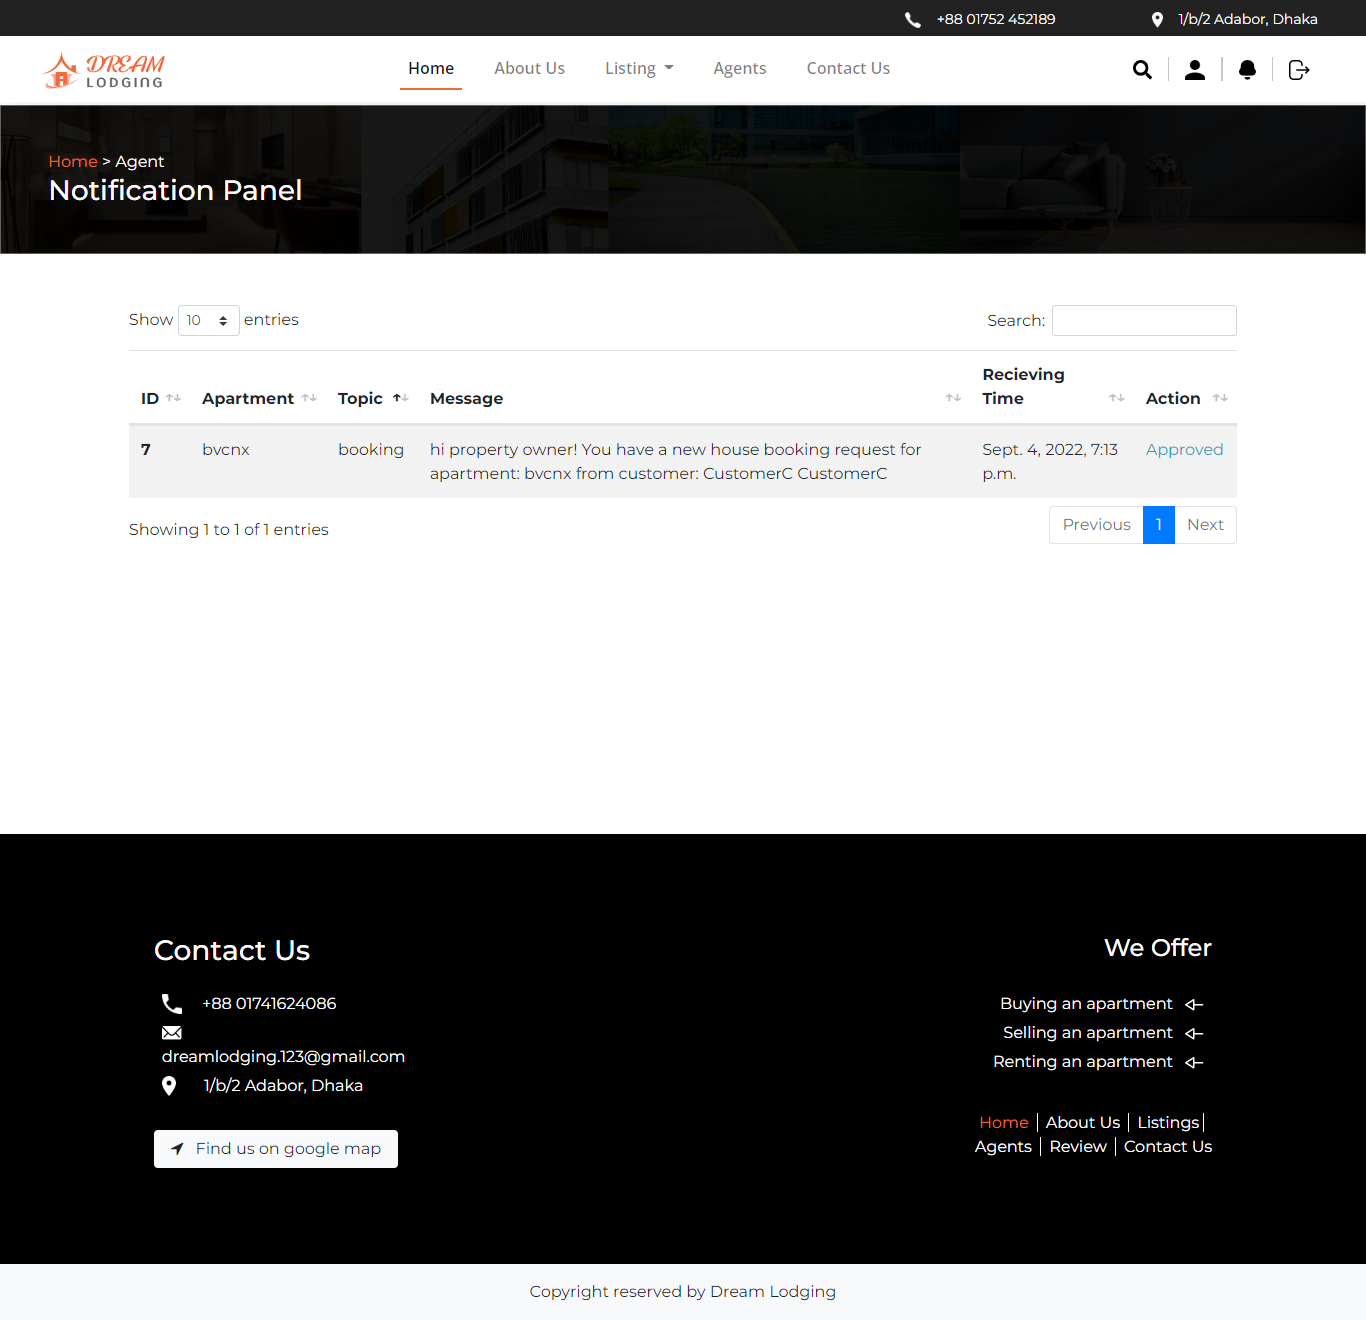 +88 01752 452189
1/b/2 Adabor, Dhaka
DREAM
LODGING
Home
About Us
Listing
Agents
Contact Us
Home > Agent
Notification Panel
Show 10 entries
Search:
ID
Apartment
Topic
Message
Recieving
Time
Action
7
bvcnx
booking
hi property owner! You have a new house booking request for
apartment: bvcnx from customer: CustomerC CustomerC
Sept. 4, 2022, 7:13
p.m.
Approved
Showing 1 to 1 of 1 entries
Previous
1
Next
Contact Us
+88 01741624086
dreamlodging.123@gmail.com
1/b/2 Adabor, Dhaka
Find us on google map
We Offer
Buying an apartment
Selling an apartment
Renting an apartment
Home | About Us | Listings |
Agents | Review | Contact Us
Copyright reserved by Dream Lodging